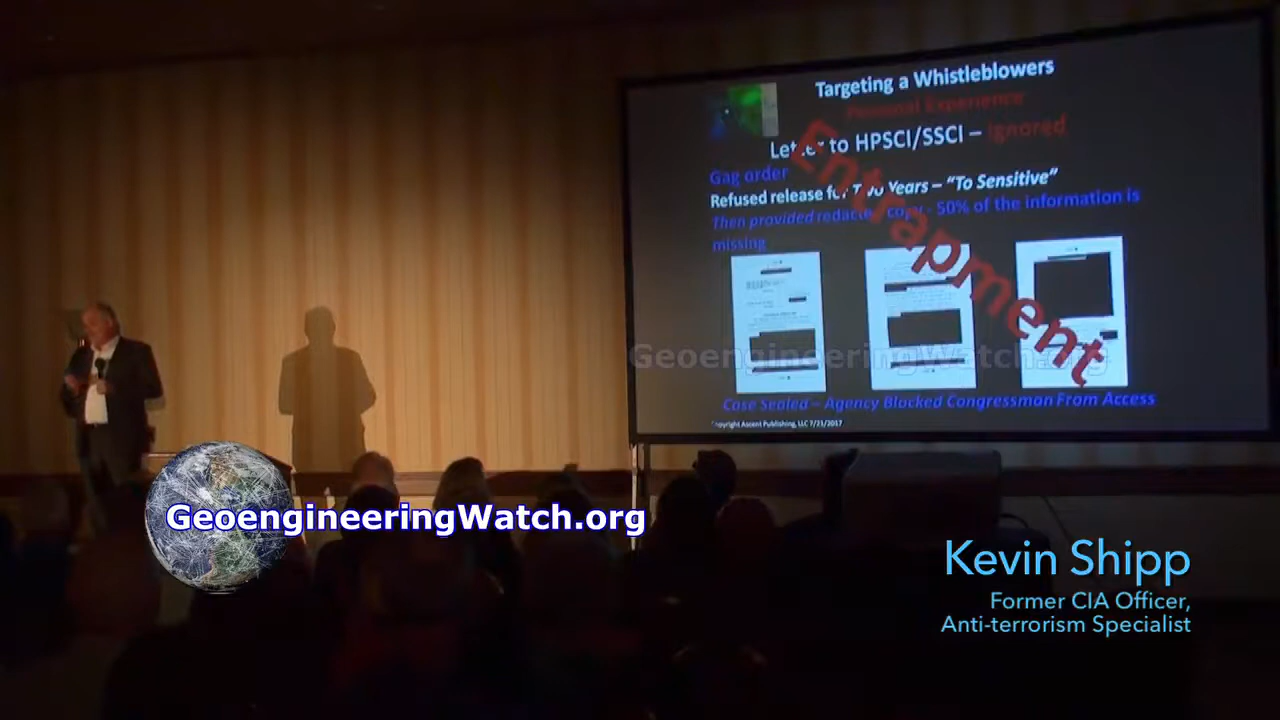 Targeting a Whistleblowers
Personal Experience
Letter to HPSCI/SSCI – Ignored
Gag order
Refused release for Two Years – “To Sensitive”
Then provided redacted copy - 50% of the information is
missing
Entrapment
GeoengineeringWatch.org
Case Sealed – Agency Blocked Congressman From Access
Copyright Ascent Publishing, LLC 7/21/2017
GeoengineeringWatch.org
Kevin Shipp
Former CIA Officer,
Anti-terrorism Specialist